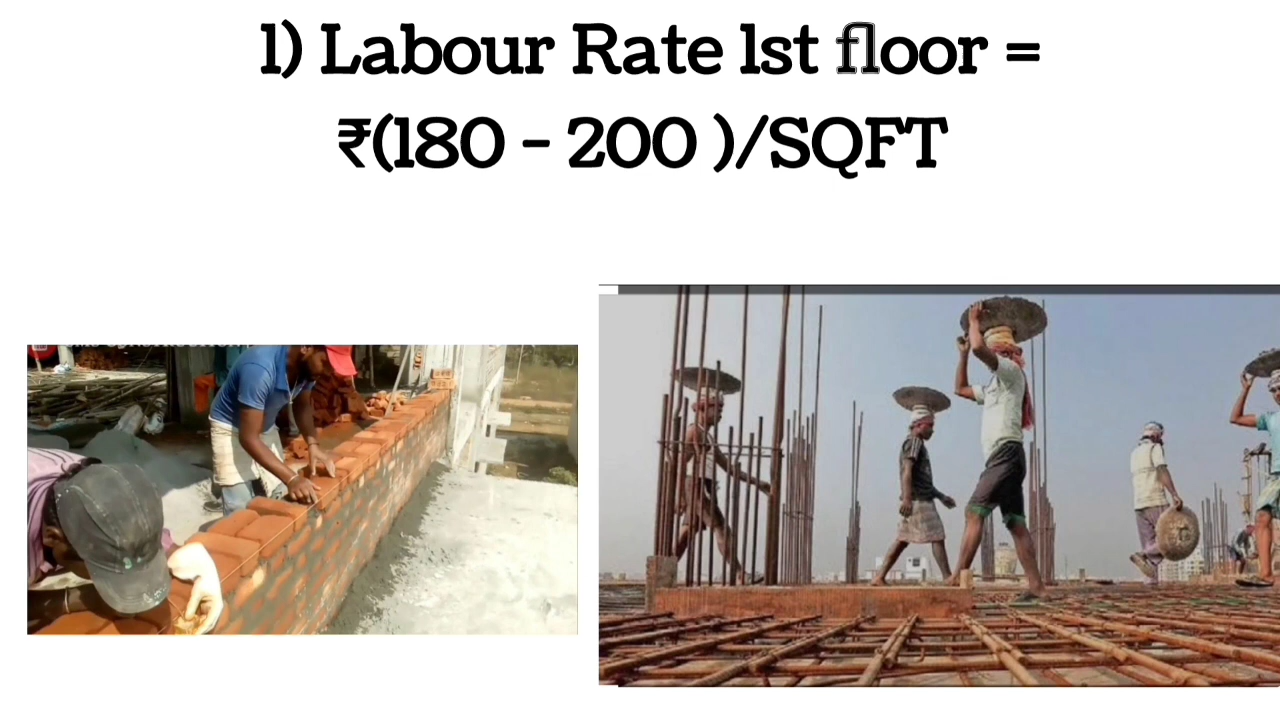 1) Labour Rate 1st floor =
₹(180 - 200 )/SQFT